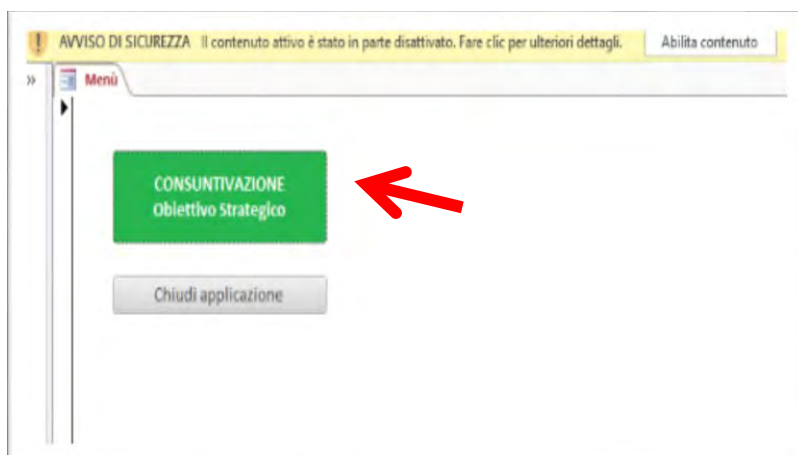 AVVISO DI SICUREZZA Il contenuto attivo è stato in parte disattivato. Fare clic per ulteriori dettagli. Abilita contenuto
» Menù
CONSUNTIVAZIONE
Obiettivo Strategico
Chiudi applicazione